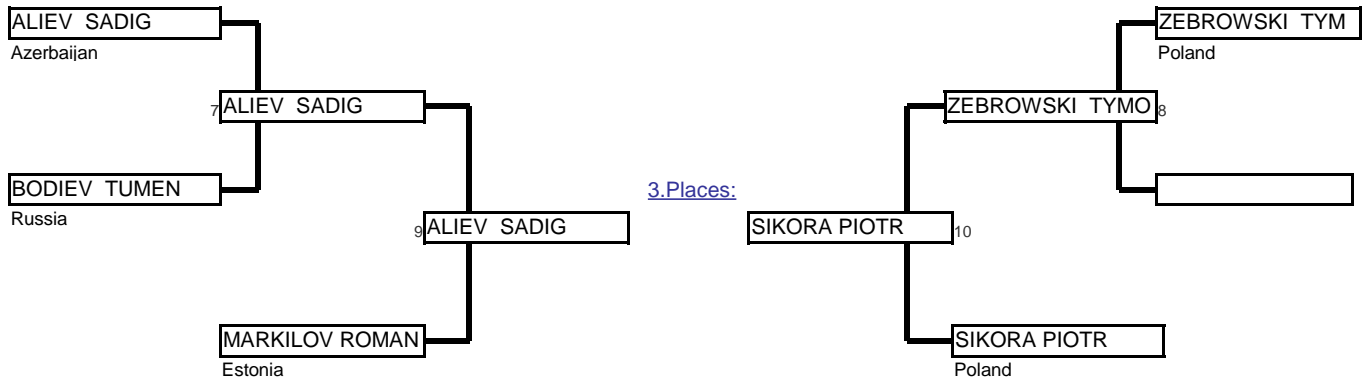 ALIEV SADIG
Azerbaijan
7 ALIEV SADIG
BODIEV TUMEN
Russia
9 ALIEV SADIG
MARKILOV ROMAN
Estonia
3.Places:
ZEBROWSKI TYM
Poland
ZEBROWSKI TYMO 8
SIKORA PIOTR 10
SIKORA PIOTR
Poland